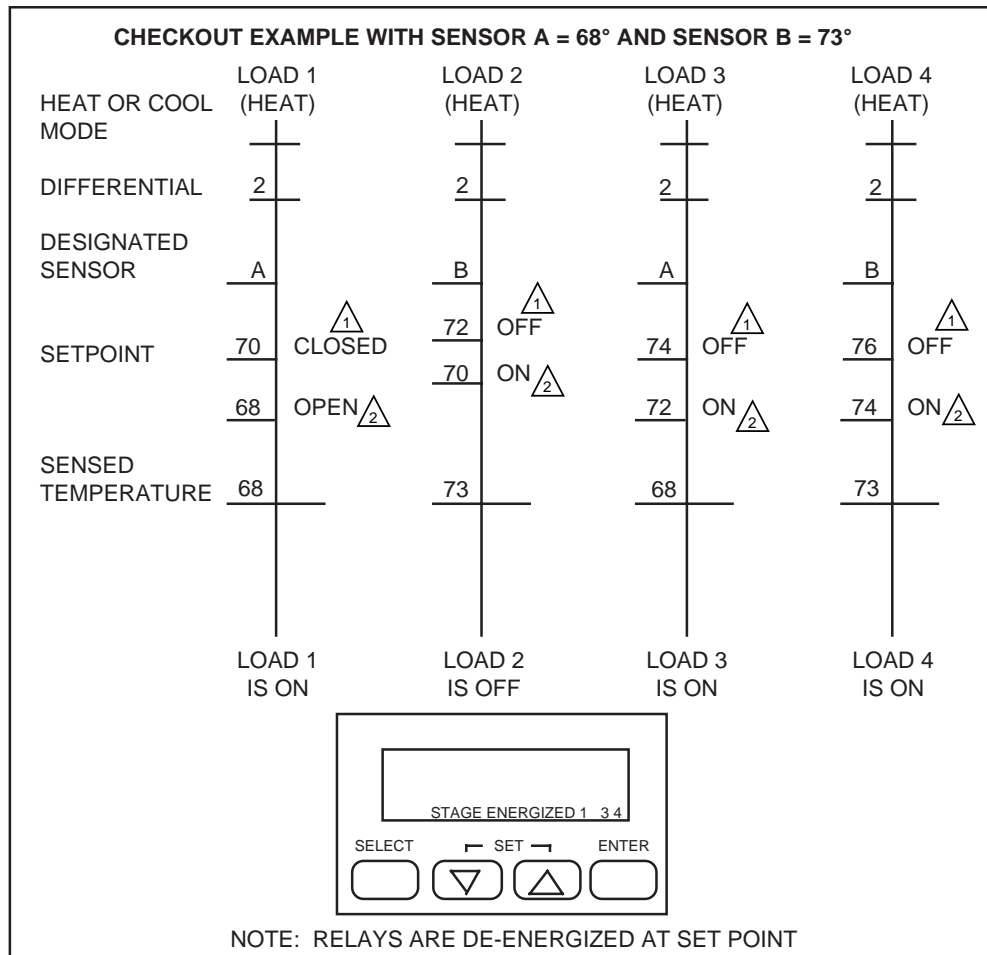 CHECKOUT EXAMPLE WITH SENSOR A = 68° AND SENSOR B = 73°
LOAD 1 LOAD 2 LOAD 3 LOAD 4
HEAT OR COOL (HEAT) (HEAT) (HEAT) (HEAT)
MODE
DIFFERENTIAL 2 2 2 2
DESIGNATED
SENSOR A B A B
1 1 1 1
72 OFF
SETPOINT 70 CLOSED 74 OFF 76 OFF
70 ON 2
68 OPEN 2 72 ON 2 74 ON 2
SENSED
TEMPERATURE 68 73 68 73
LOAD 1 LOAD 2 LOAD 3 LOAD 4
IS ON IS OFF IS ON IS ON
STAGE ENERGIZED 1 3 4
SELECT SET ENTER
NOTE: RELAYS ARE DE-ENERGIZED AT SET POINT